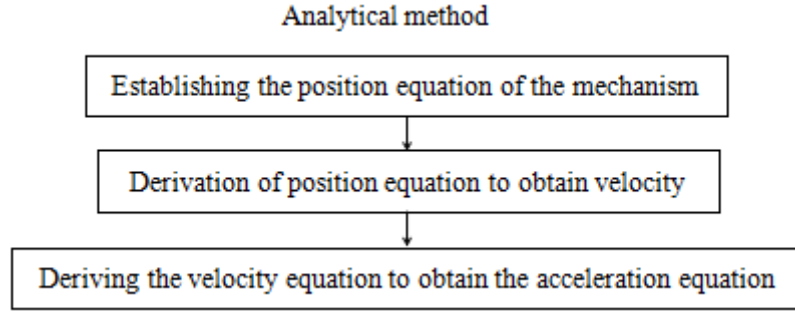 Analytical method
Establishing the position equation of the mechanism
Derivation of position equation to obtain velocity
Deriving the velocity equation to obtain the acceleration equation